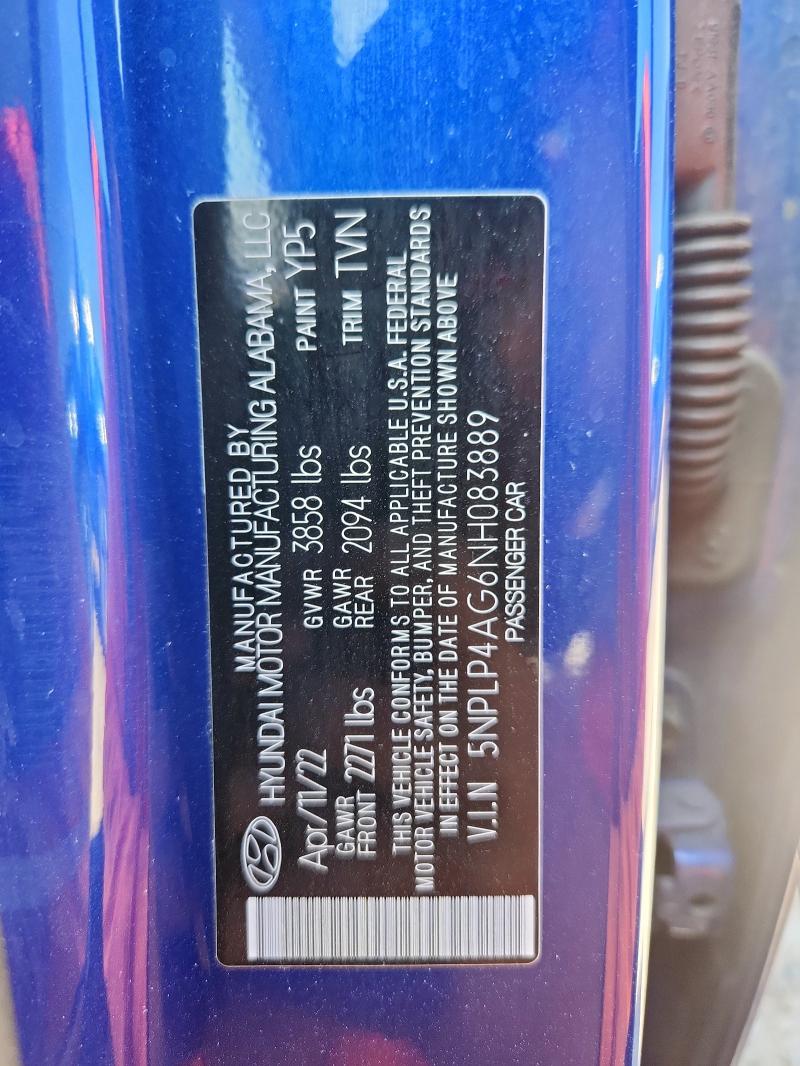 MANUFACTURED BY
HYUNDAI MOTOR MANUFACTURING ALABAMA, LLC
Apr/11/22 GVWR 3858 lbs PAINT YP5
GAWR FRONT 2271 lbs GAWR REAR 2094 lbs TRIM TVN
THIS VEHICLE CONFORMS TO ALL APPLICABLE U.S.A. FEDERAL
MOTOR VEHICLE SAFETY, BUMPER, AND THEFT PREVENTION STANDARDS
IN EFFECT ON THE DATE OF MANUFACTURE SHOWN ABOVE
V.I.N 5NPLP4AG6NH083889
PASSENGER CAR